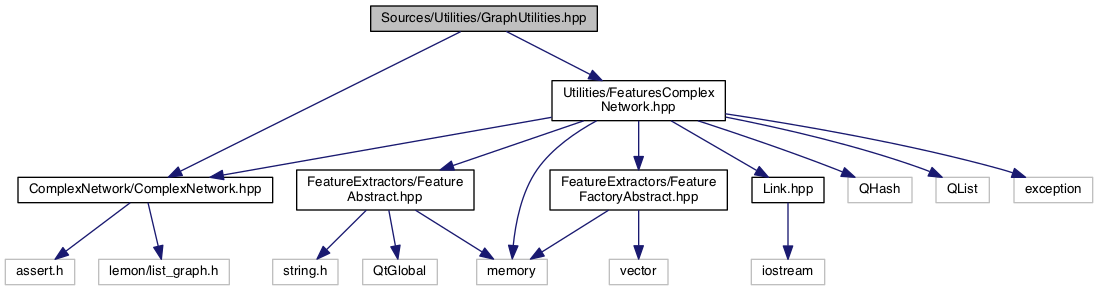 Sources/Utilities/GraphUtilities.hpp
Utilities/FeaturesComplex
Network.hpp
ComplexNetwork/ComplexNetwork.hpp
FeatureExtractors/Feature
Abstract.hpp
FeatureExtractors/Feature
FactoryAbstract.hpp
Link.hpp
QHash
QList
exception
assert.h
lemon/list_graph.h
string.h
QtGlobal
memory
vector
iostream